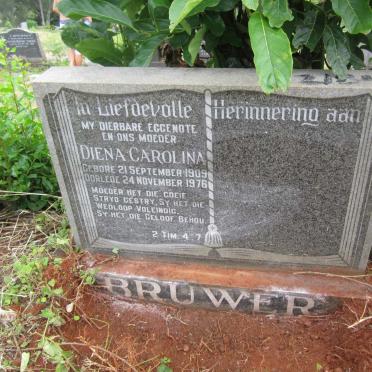 In Liefdevolle Herinnering aan
MY DIERBARE EGGENOTE
EN ONS MOEDER
DIENA CAROLINA
GEBORE 21 SEPTEMBER 1909
OORLEDE 24 NOVEMBER 1976
MOEDER HET DIE GOEIE
STRYD GESTRY, SY HET DIE
WEDLOOP VOLEINDIG,
SY HET DIE GELOOF BEHOU
2 TIM. 4:7
BRUWER